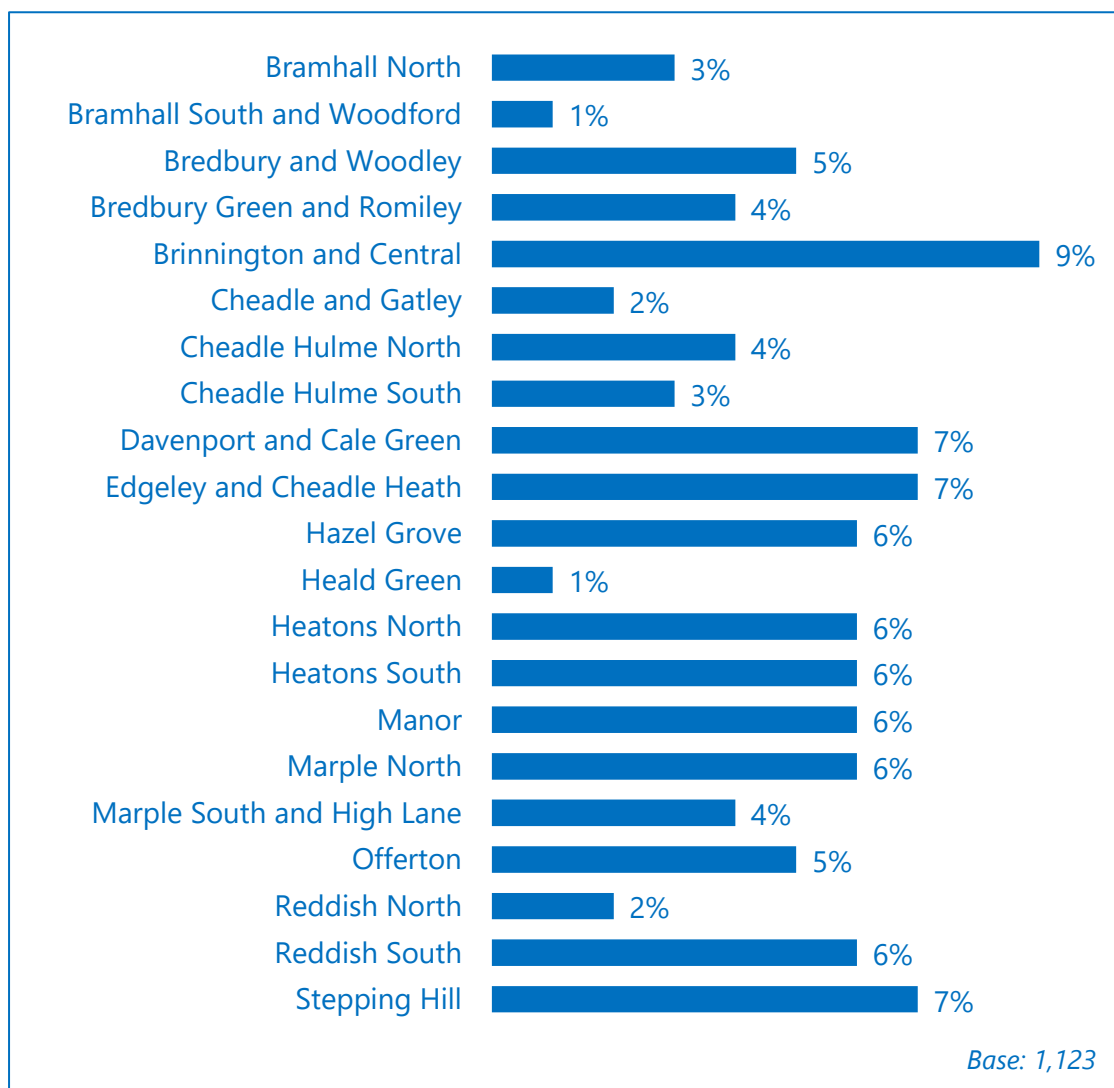 Bramhall North 3%
Bramhall South and Woodford 1%
Bredbury and Woodley 5%
Bredbury Green and Romiley 4%
Brinnington and Central 9%
Cheadle and Gatley 2%
Cheadle Hulme North 4%
Cheadle Hulme South 3%
Davenport and Cale Green 7%
Edgeley and Cheadle Heath 7%
Hazel Grove 6%
Heald Green 1%
Heatons North 6%
Heatons South 6%
Manor 6%
Marple North 6%
Marple South and High Lane 4%
Offerton 5%
Reddish North 2%
Reddish South 6%
Stepping Hill 7%
Base: 1,123